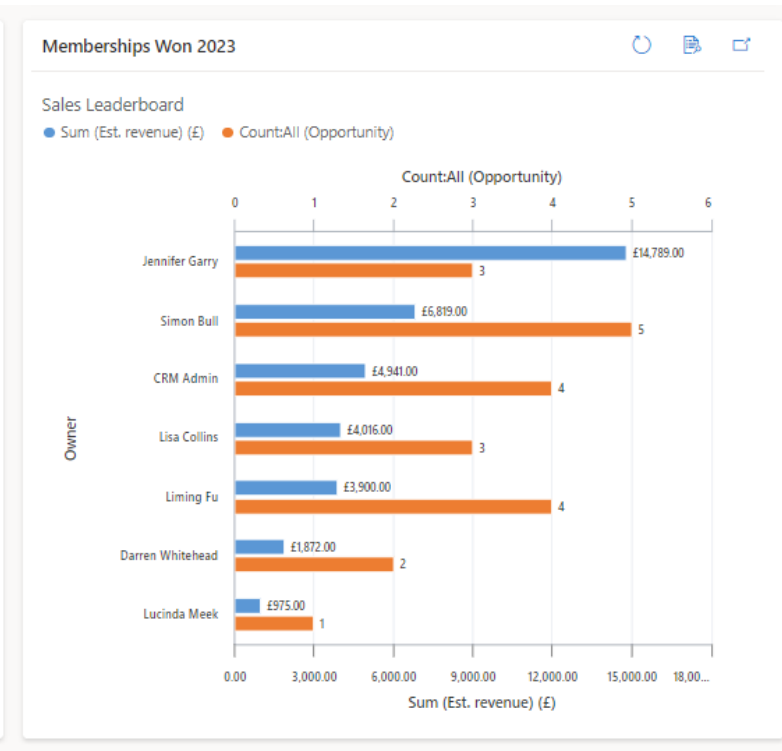 Memberships Won 2023
Sales Leaderboard
Sum (Est. revenue) (£) Count:All (Opportunity)
Count:All (Opportunity)
0 1 2 3 4 5 6
Jennifer Garry £14,789.00
3
Simon Bull £6,819.00
5
CRM Admin £4,941.00
4
Owner
Lisa Collins £4,016.00
3
Liming Fu £3,900.00
4
Darren Whitehead £1,872.00
2
Lucinda Meek £975.00
1
0.00 3,000.00 6,000.00 9,000.00 12,000.00 15,000.00 18,00...
Sum (Est. revenue) (£)